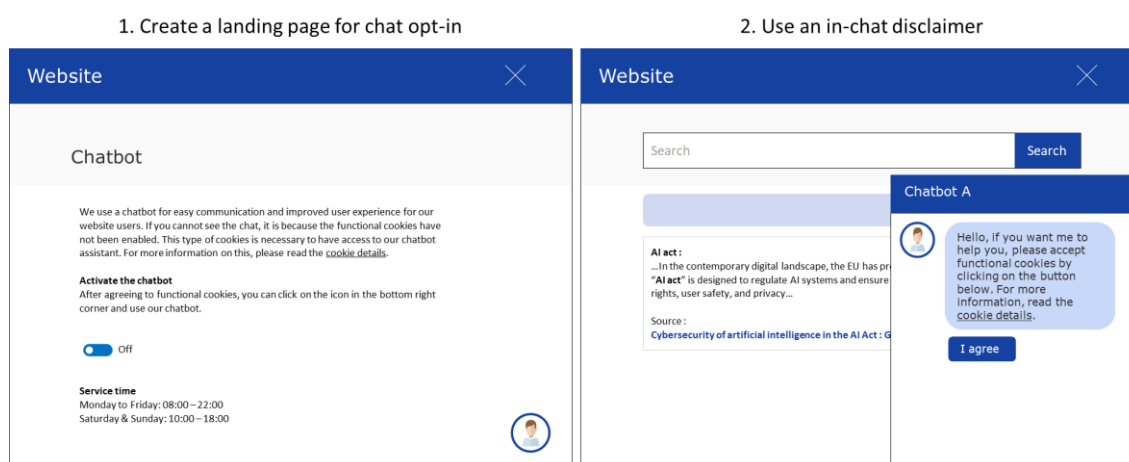 1. Create a landing page for chat opt-in
Website
Chatbot
We use a chatbot for easy communication and improved user experience for our
website users. If you cannot see the chat, it is because the functional cookies have
not been enabled. This type of cookies is necessary to have access to our chatbot
assistant. For more information on this, please read the cookie details.
Activate the chatbot
After agreeing to functional cookies, you can click on the icon in the bottom right
corner and use our chatbot.
Off
Service time
Monday to Friday: 08:00 – 22:00
Saturday & Sunday: 10:00 – 18:00
2. Use an in-chat disclaimer
Website
Search
Search
AI act :
...In the contemporary digital landscape, the EU has pr
"AI act" is designed to regulate AI systems and ensure
rights, user safety, and privacy...
Source :
Cybersecurity of artificial intelligence in the AI Act : G
Chatbot A
Hello, if you want me to
help you, please accept
functional cookies by
clicking on the button
below. For more
information, read the
cookie details.
I agree